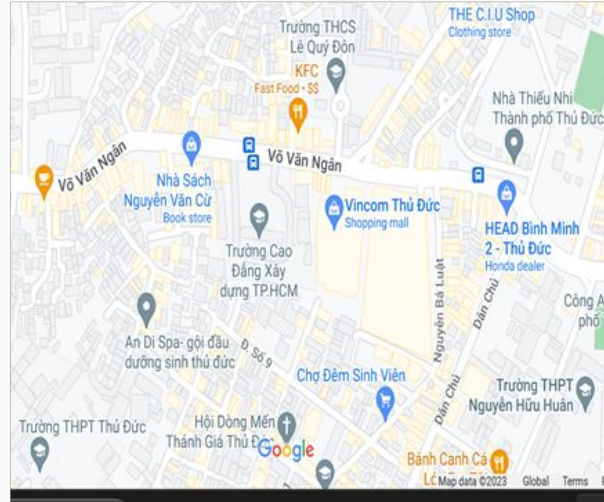 THE C.I.U Shop
Clothing store
Trường THCS
Lê Quý Đôn
KFC
Fast Food • $$
Nhà Thiếu Nhi
Thành phố Thủ Đức
Võ Văn Ngân
Võ Văn Ngân
Nhà Sách
Nguyễn Văn Cừ
Book store
Vincom Thủ Đức
Shopping mall
HEAD Bình Minh
2 - Thủ Đức
Honda dealer
Trường Cao
Đẳng Xây
dựng TP.HCM
Nguyễn Bá Luật
Dân Chủ
Công A
phố
An Di Spa- gội đầu
dưỡng sinh thủ đức
Đ. Số 9
Chợ Đêm Sinh Viên
Trường THPT
Nguyễn Hữu Huân
Dân Chủ
Trường THPT Thủ Đức
Hội Dòng Mến
Thánh Giá Thủ
Google
Bánh Canh Cá
Map data ©2023
Global
Terms